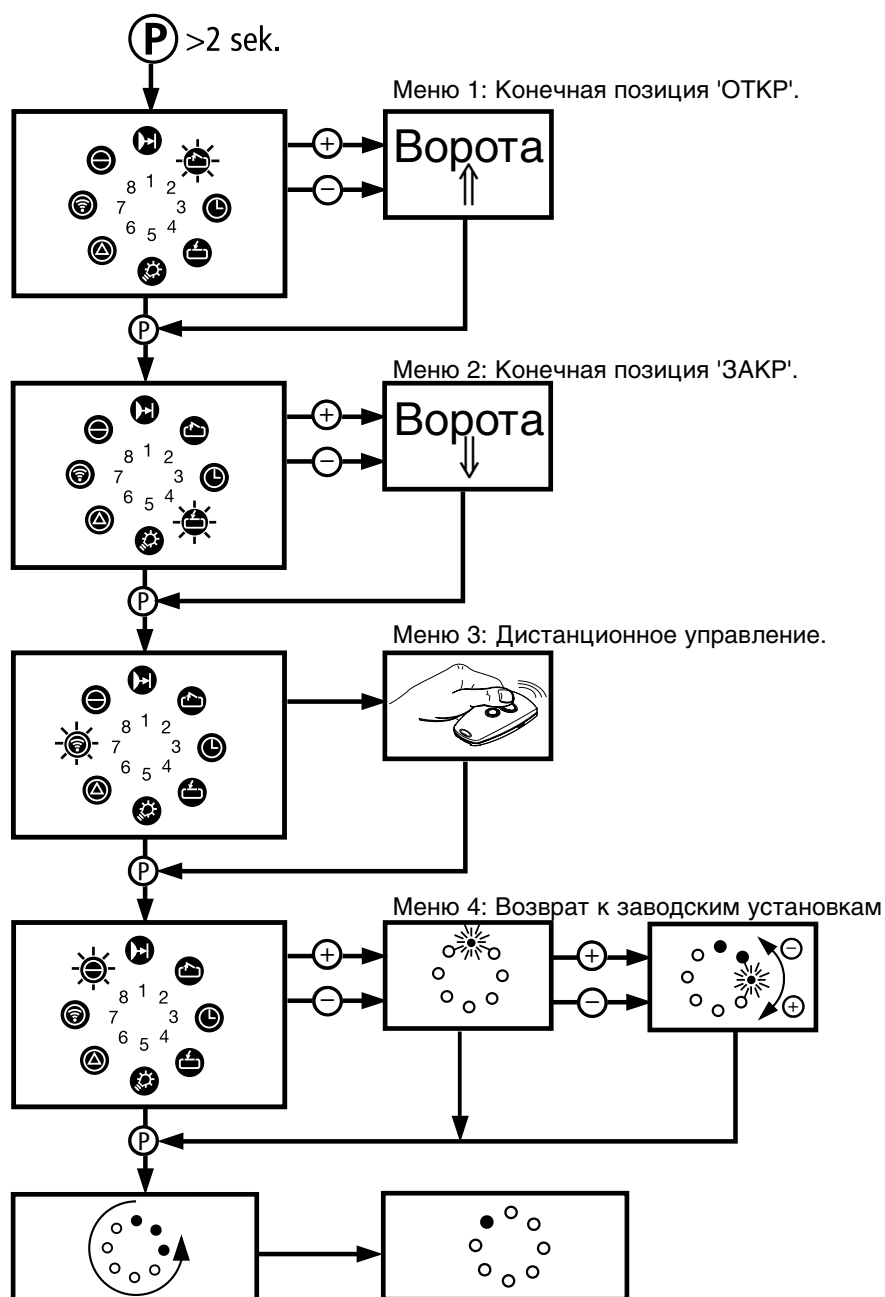 P >2 sek.
Меню 1: Конечная позиция 'ОТКР'.
+
Ворота
8 1 2
−
7 3
6 5 4
P
Меню 2: Конечная позиция 'ЗАКР'.
+
Ворота
8 1 2
−
7 3
6 5 4
P
Меню 3: Дистанционное управление.
8 1 2
7 3
6 5 4
P
Меню 4: Возврат к заводским установкам
+ + −
8 1 2
− − +
7 3
6 5 4
P